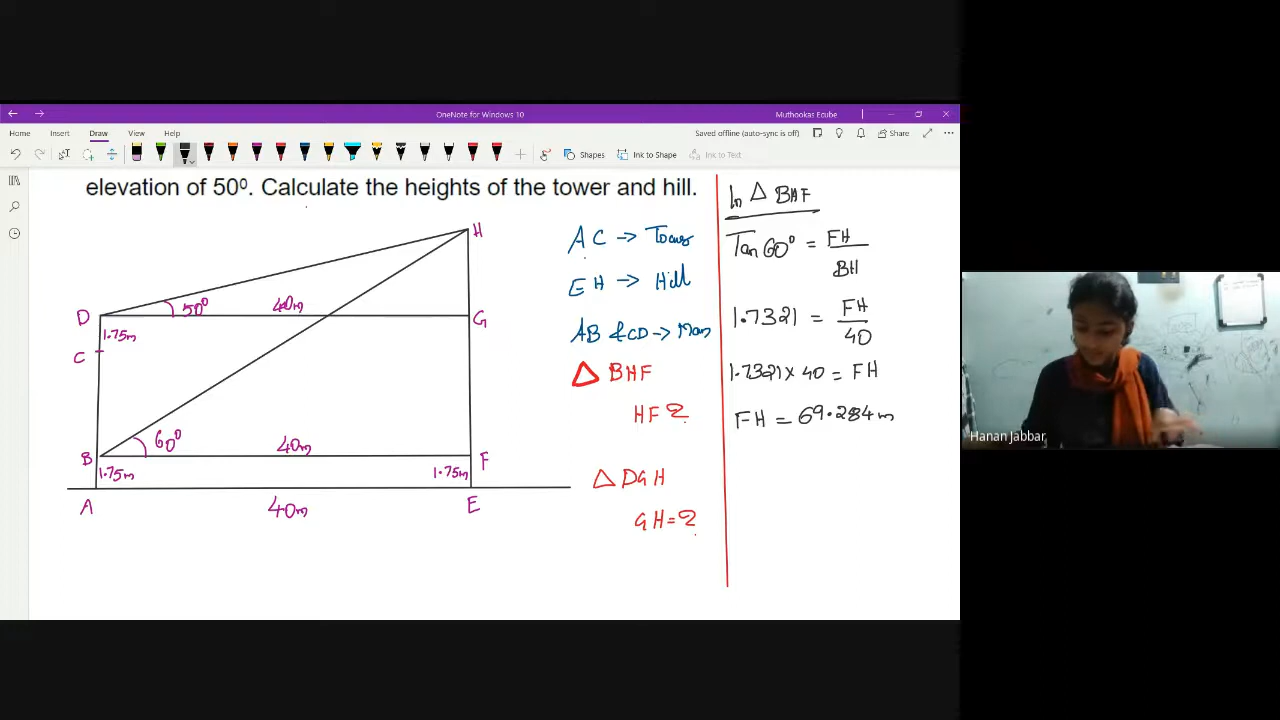 OneNote for Windows 10
Muthookas Ecube
Home Insert Draw View Help
Saved offline (auto-sync is off)
Share
Shapes
Ink to Shape
Ink to Text
elevation of 50⁰. Calculate the heights of the tower and hill.
H
D 50⁰ 40m G
1.75m
C
B 60⁰ 40m F
1.75m 1.75m
A 40m E
AC → Tower
EH → Hill
AB & CD → Man
△ BHF
HF ?
△ DGH
GH = ?
In △ BHF
Tan 60⁰ = FH
BH
1.7321 = FH
40
1.7321 x 40 = FH
FH = 69.284 m
Hanan Jabbar